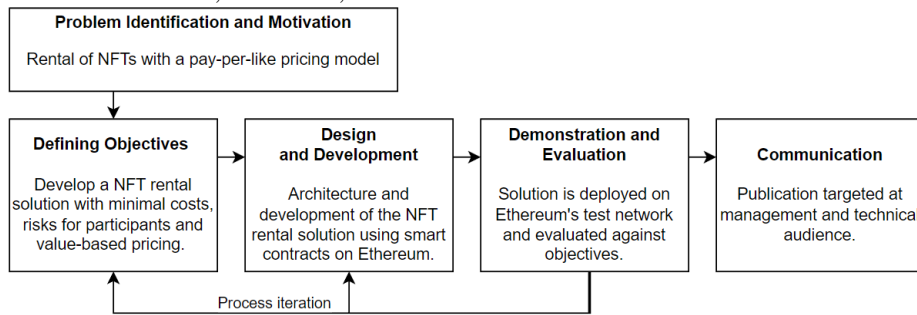 Problem Identification and Motivation
Rental of NFTs with a pay-per-like pricing model
Defining Objectives
Develop a NFT rental
solution with minimal costs,
risks for participants and
value-based pricing.
Design
and Development
Architecture and
development of the NFT
rental solution using smart
contracts on Ethereum.
Demonstration and
Evaluation
Solution is deployed on
Ethereum's test network
and evaluated against
objectives.
Communication
Publication targeted at
management and technical
audience.
Process iteration